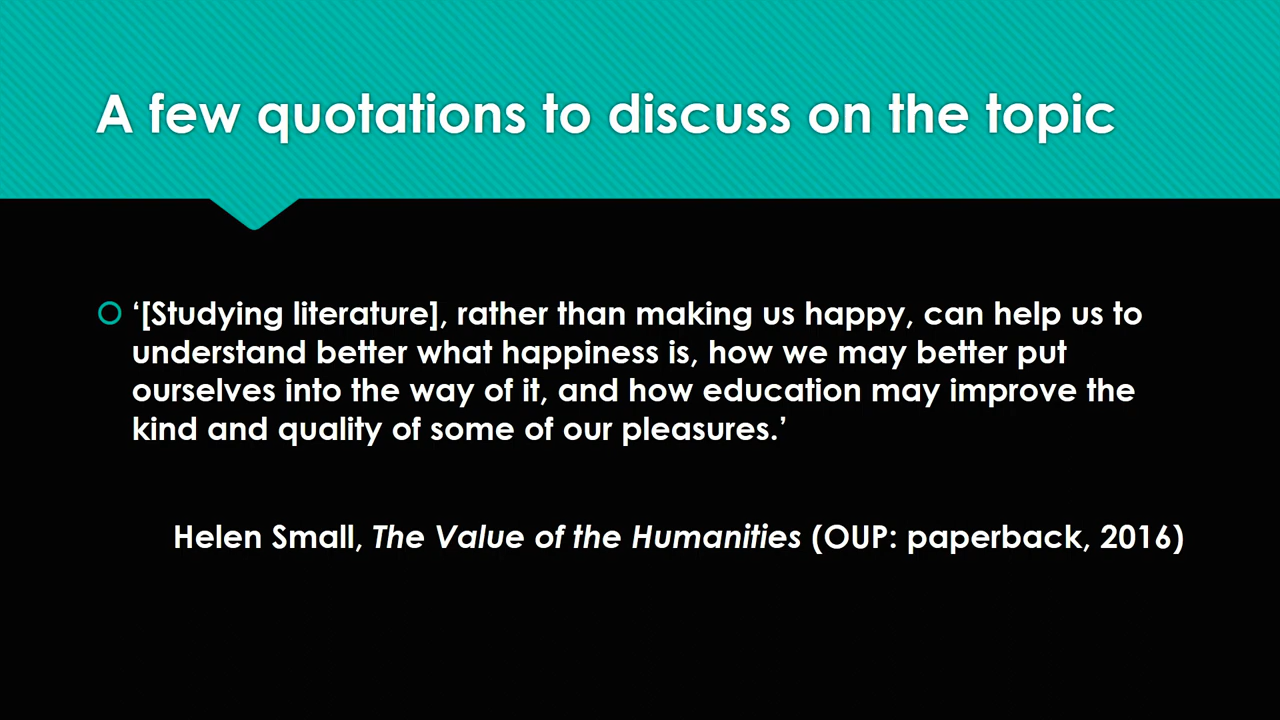 A few quotations to discuss on the topic
‘[Studying literature], rather than making us happy, can help us to
understand better what happiness is, how we may better put
ourselves into the way of it, and how education may improve the
kind and quality of some of our pleasures.’
Helen Small, The Value of the Humanities (OUP: paperback, 2016)